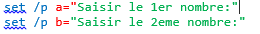 set /p a="Saisir le 1er nombre:"
set /p b="Saisir le 2eme nombre:"